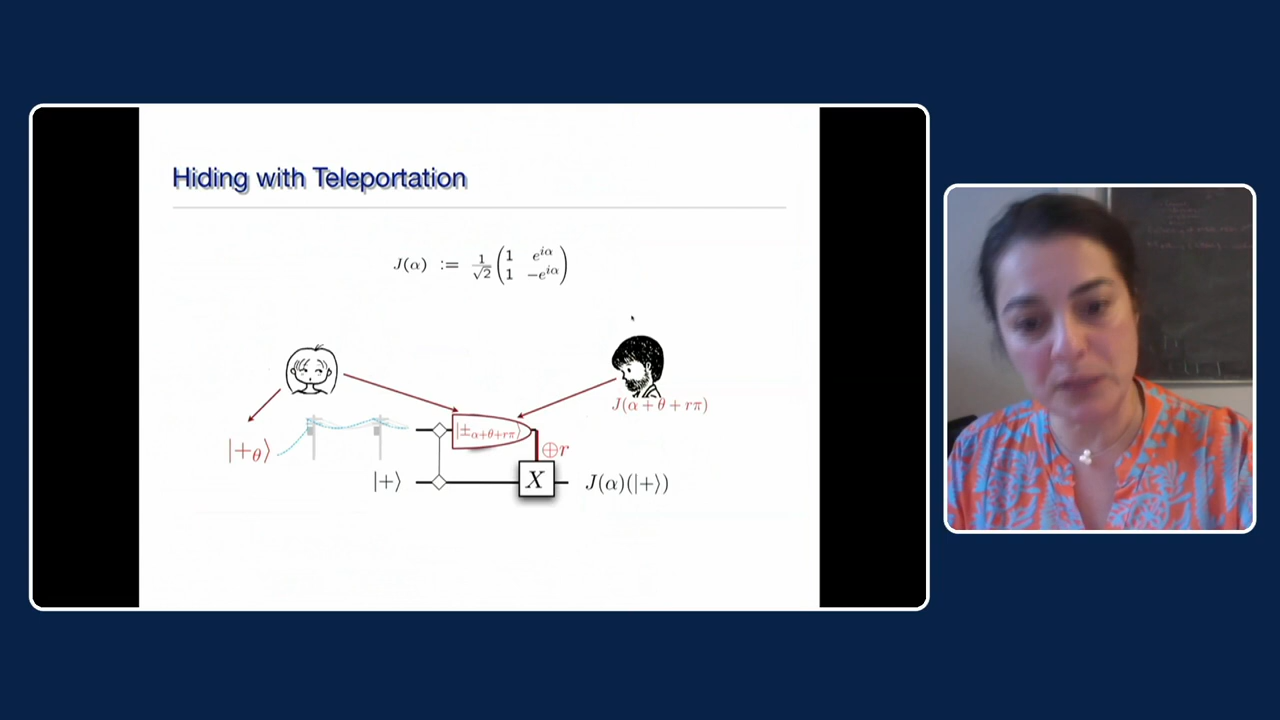 Hiding with Teleportation
J(α) := 1/√2 (1 e^{iα} 1 −e^{iα})
J(α + θ + rπ)
|+_θ⟩ |±_{α+θ+rπ}⟩ ⊕r
|+⟩ X J(α)(|+⟩)